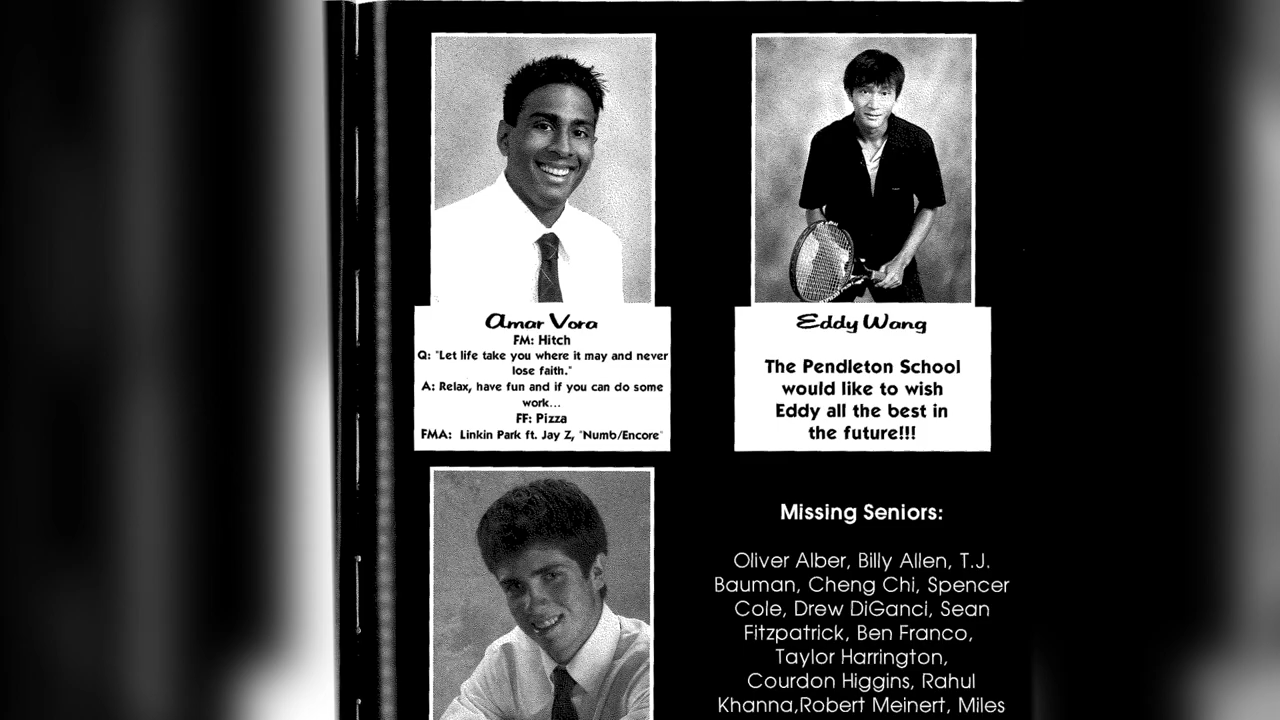 Amar Vora
FM: Hitch
Q: "Let life take you where it may and never
lose faith."
A: Relax, have fun and if you can do some
work...
FF: Pizza
FMA: Linkin Park ft. Jay Z, "Numb/Encore"
Eddy Wang
The Pendleton School
would like to wish
Eddy all the best in
the future!!!
Missing Seniors:
Oliver Alber, Billy Allen, T.J.
Bauman, Cheng Chi, Spencer
Cole, Drew DiGanci, Sean
Fitzpatrick, Ben Franco,
Taylor Harrington,
Courdon Higgins, Rahul
Khanna,Robert Meinert, Miles